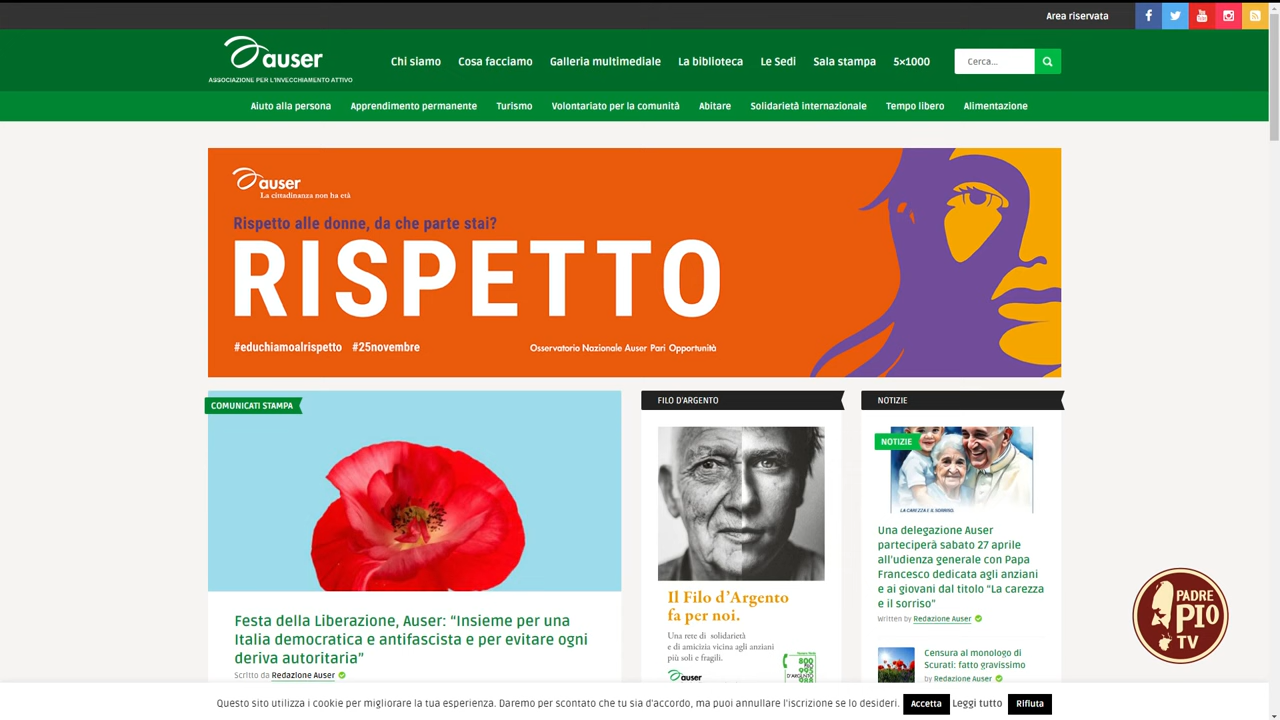 Area riservata
auser
ASSOCIAZIONE PER L'INVECCHIAMENTO ATTIVO
Chi siamo Cosa facciamo Galleria multimediale La biblioteca Le Sedi Sala stampa 5×1000
Cerca...
Aiuto alla persona Apprendimento permanente Turismo Volontariato per la comunità Abitare Solidarietà internazionale Tempo libero Alimentazione
auser
La cittadinanza non ha età
Rispetto alle donne, da che parte stai?
RISPETTO
#educhiamoalrispetto #25novembre
Osservatorio Nazionale Auser Pari Opportunità
COMUNICATI STAMPA
Festa della Liberazione, Auser: “Insieme per una
Italia democratica e antifascista e per evitare ogni
deriva autoritaria”
Scritto da Redazione Auser
FILO D'ARGENTO
Il Filo d’Argento
fa per noi.
Una rete di solidarietà
e di amicizia vicina agli anziani
più soli e fragili.
auser
D'ARGENTO
800
995
988
NOTIZIE
NOTIZIE
LA CAREZZA E IL SORRISO
Una delegazione Auser
parteciperà sabato 27 aprile
all'udienza generale con Papa
Francesco dedicata agli anziani
e ai giovani dal titolo “La carezza
e il sorriso”
Written by Redazione Auser
Censura al monologo di
Scurati: fatto gravissimo
by Redazione Auser
PADRE
PIO
TV
Questo sito utilizza i cookie per migliorare la tua esperienza. Daremo per scontato che tu sia d'accordo, ma puoi annullare l'iscrizione se lo desideri. Accetta Leggi tutto Rifiuta